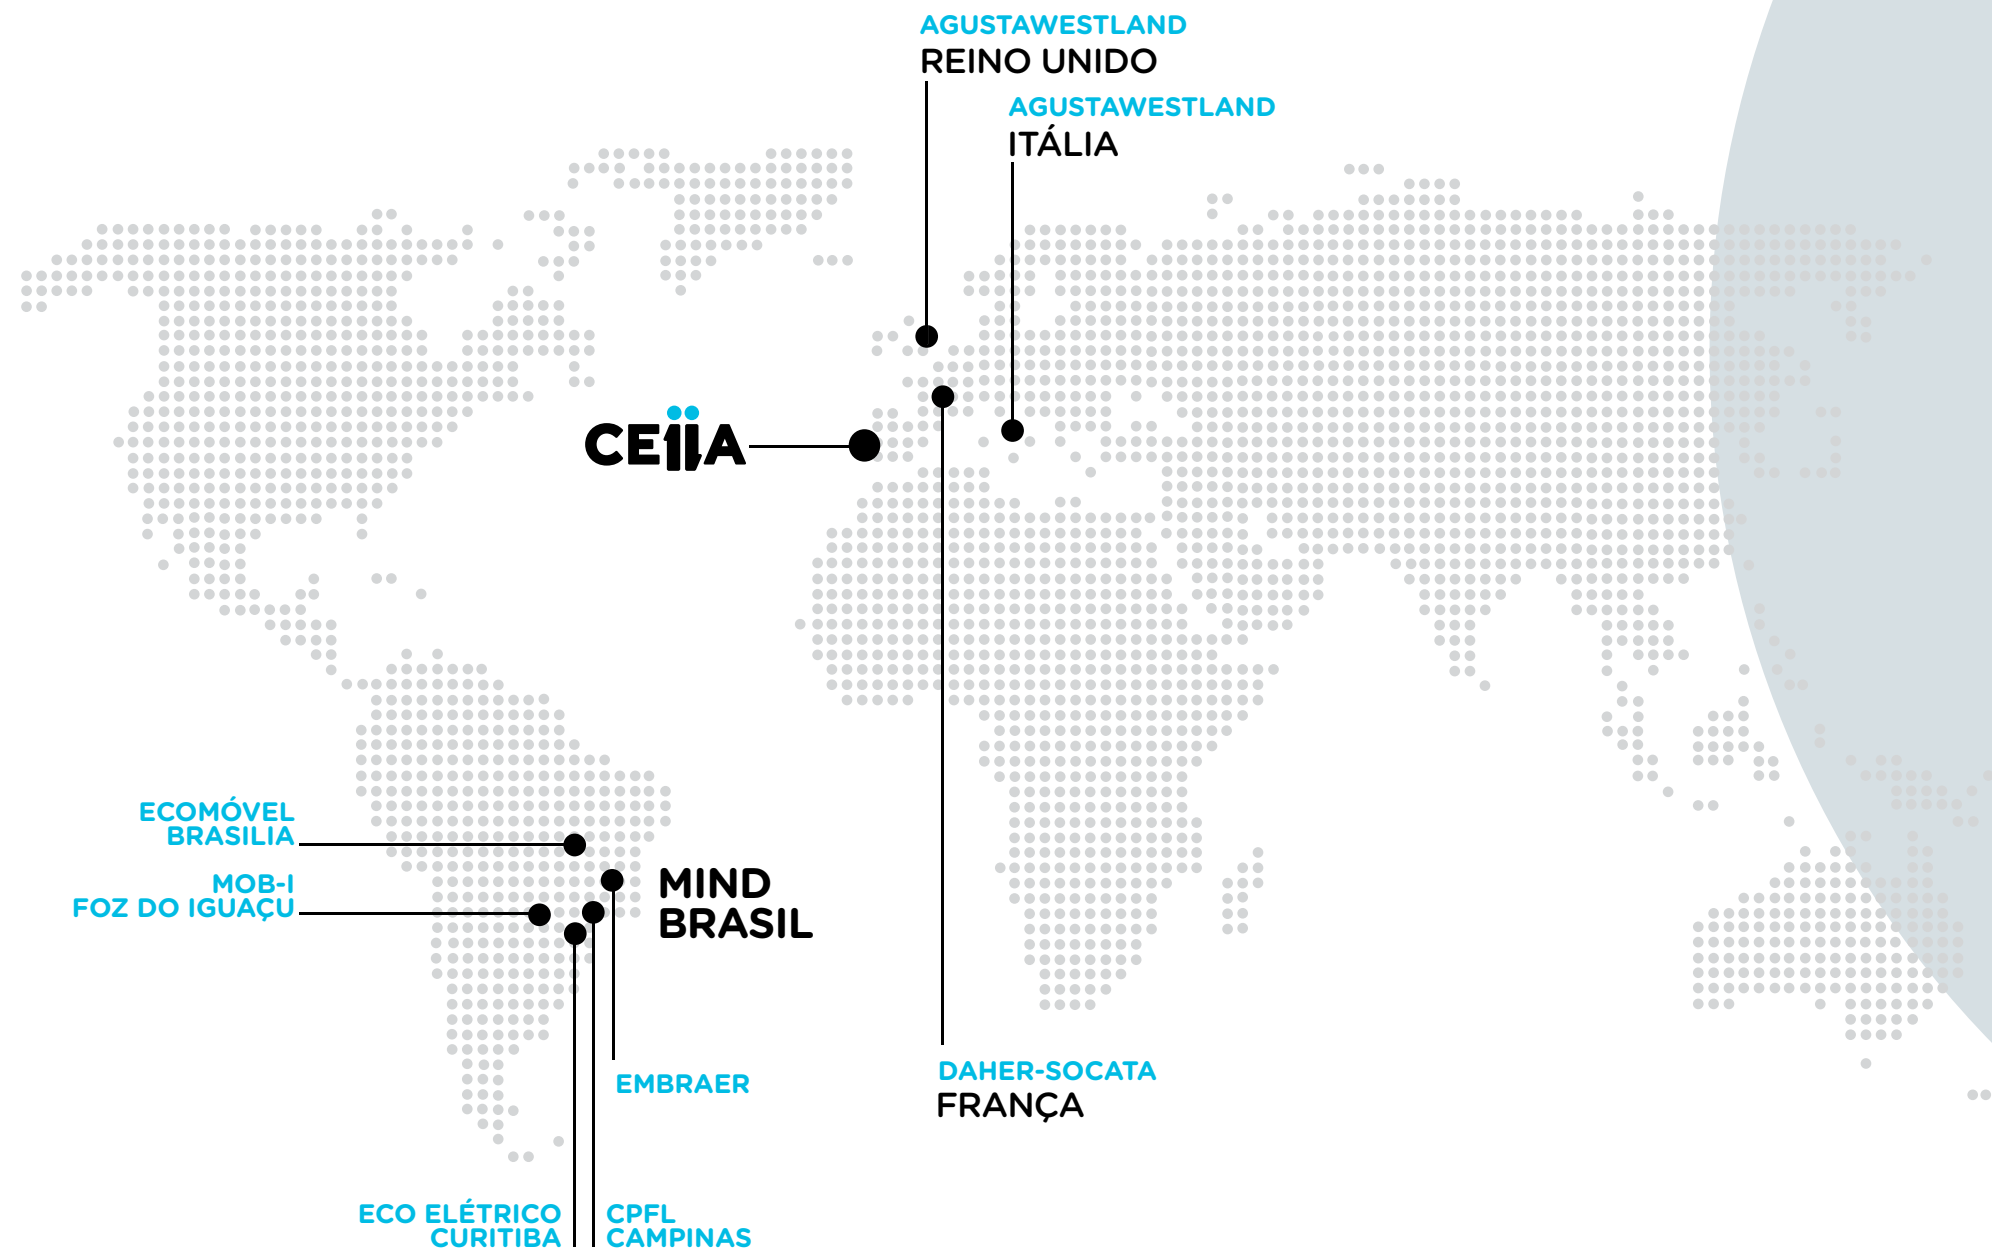 AGUSTAWESTLAND
REINO UNIDO
AGUSTAWESTLAND
ITÁLIA
CEIIA
ECOMÓVEL
BRASILIA
MOB-I
FOZ DO IGUAÇU
MIND
BRASIL
EMBRAER
DAHER-SOCATA
FRANÇA
ECO ELÉTRICO
CURITIBA
CPFL
CAMPINAS